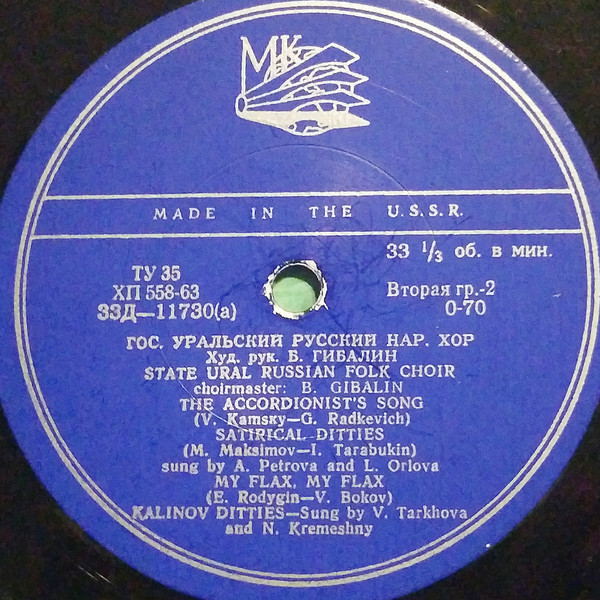 МК
MADE IN THE U.S.S.R.
33 1/3 об. в мин.
ТУ 35
ХП 558-63
33Д—11730(а)
Вторая гр.-2
0-70
ГОС. УРАЛЬСКИЙ РУССКИЙ НАР. ХОР
Худ. рук. Б. ГИБАЛИН
STATE URAL RUSSIAN FOLK CHOIR
choirmaster: B. GIBALIN
THE ACCORDIONIST'S SONG
(V. Kamsky—G. Radkevich)
SATIRICAL DITTIES
(M. Maksimov—I. Tarabukin)
sung by A. Petrova and L. Orlova
MY FLAX, MY FLAX
(E. Rodygin—V. Bokov)
KALINOV DITTIES—Sung by V. Tarkhova
and N. Kremeshny